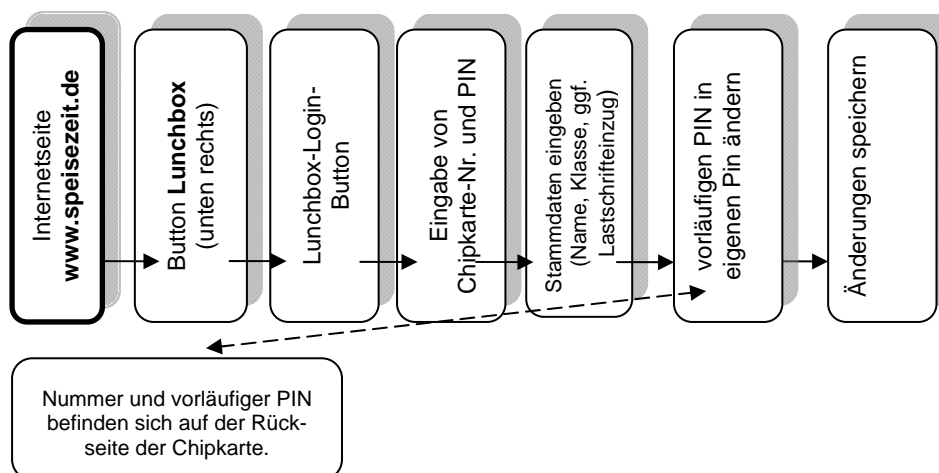 Internetseite
www.speisezeit.de
Button Lunchbox
(unten rechts)
Lunchbox-Login-
Button
Eingabe von
Chipkarte-Nr. und PIN
Stammdaten eingeben
(Name, Klasse, ggf.
Lastschrifteinzug)
vorläufigen PIN in
eigenen Pin ändern
Änderungen speichern
Nummer und vorläufiger PIN
befinden sich auf der Rück-
seite der Chipkarte.